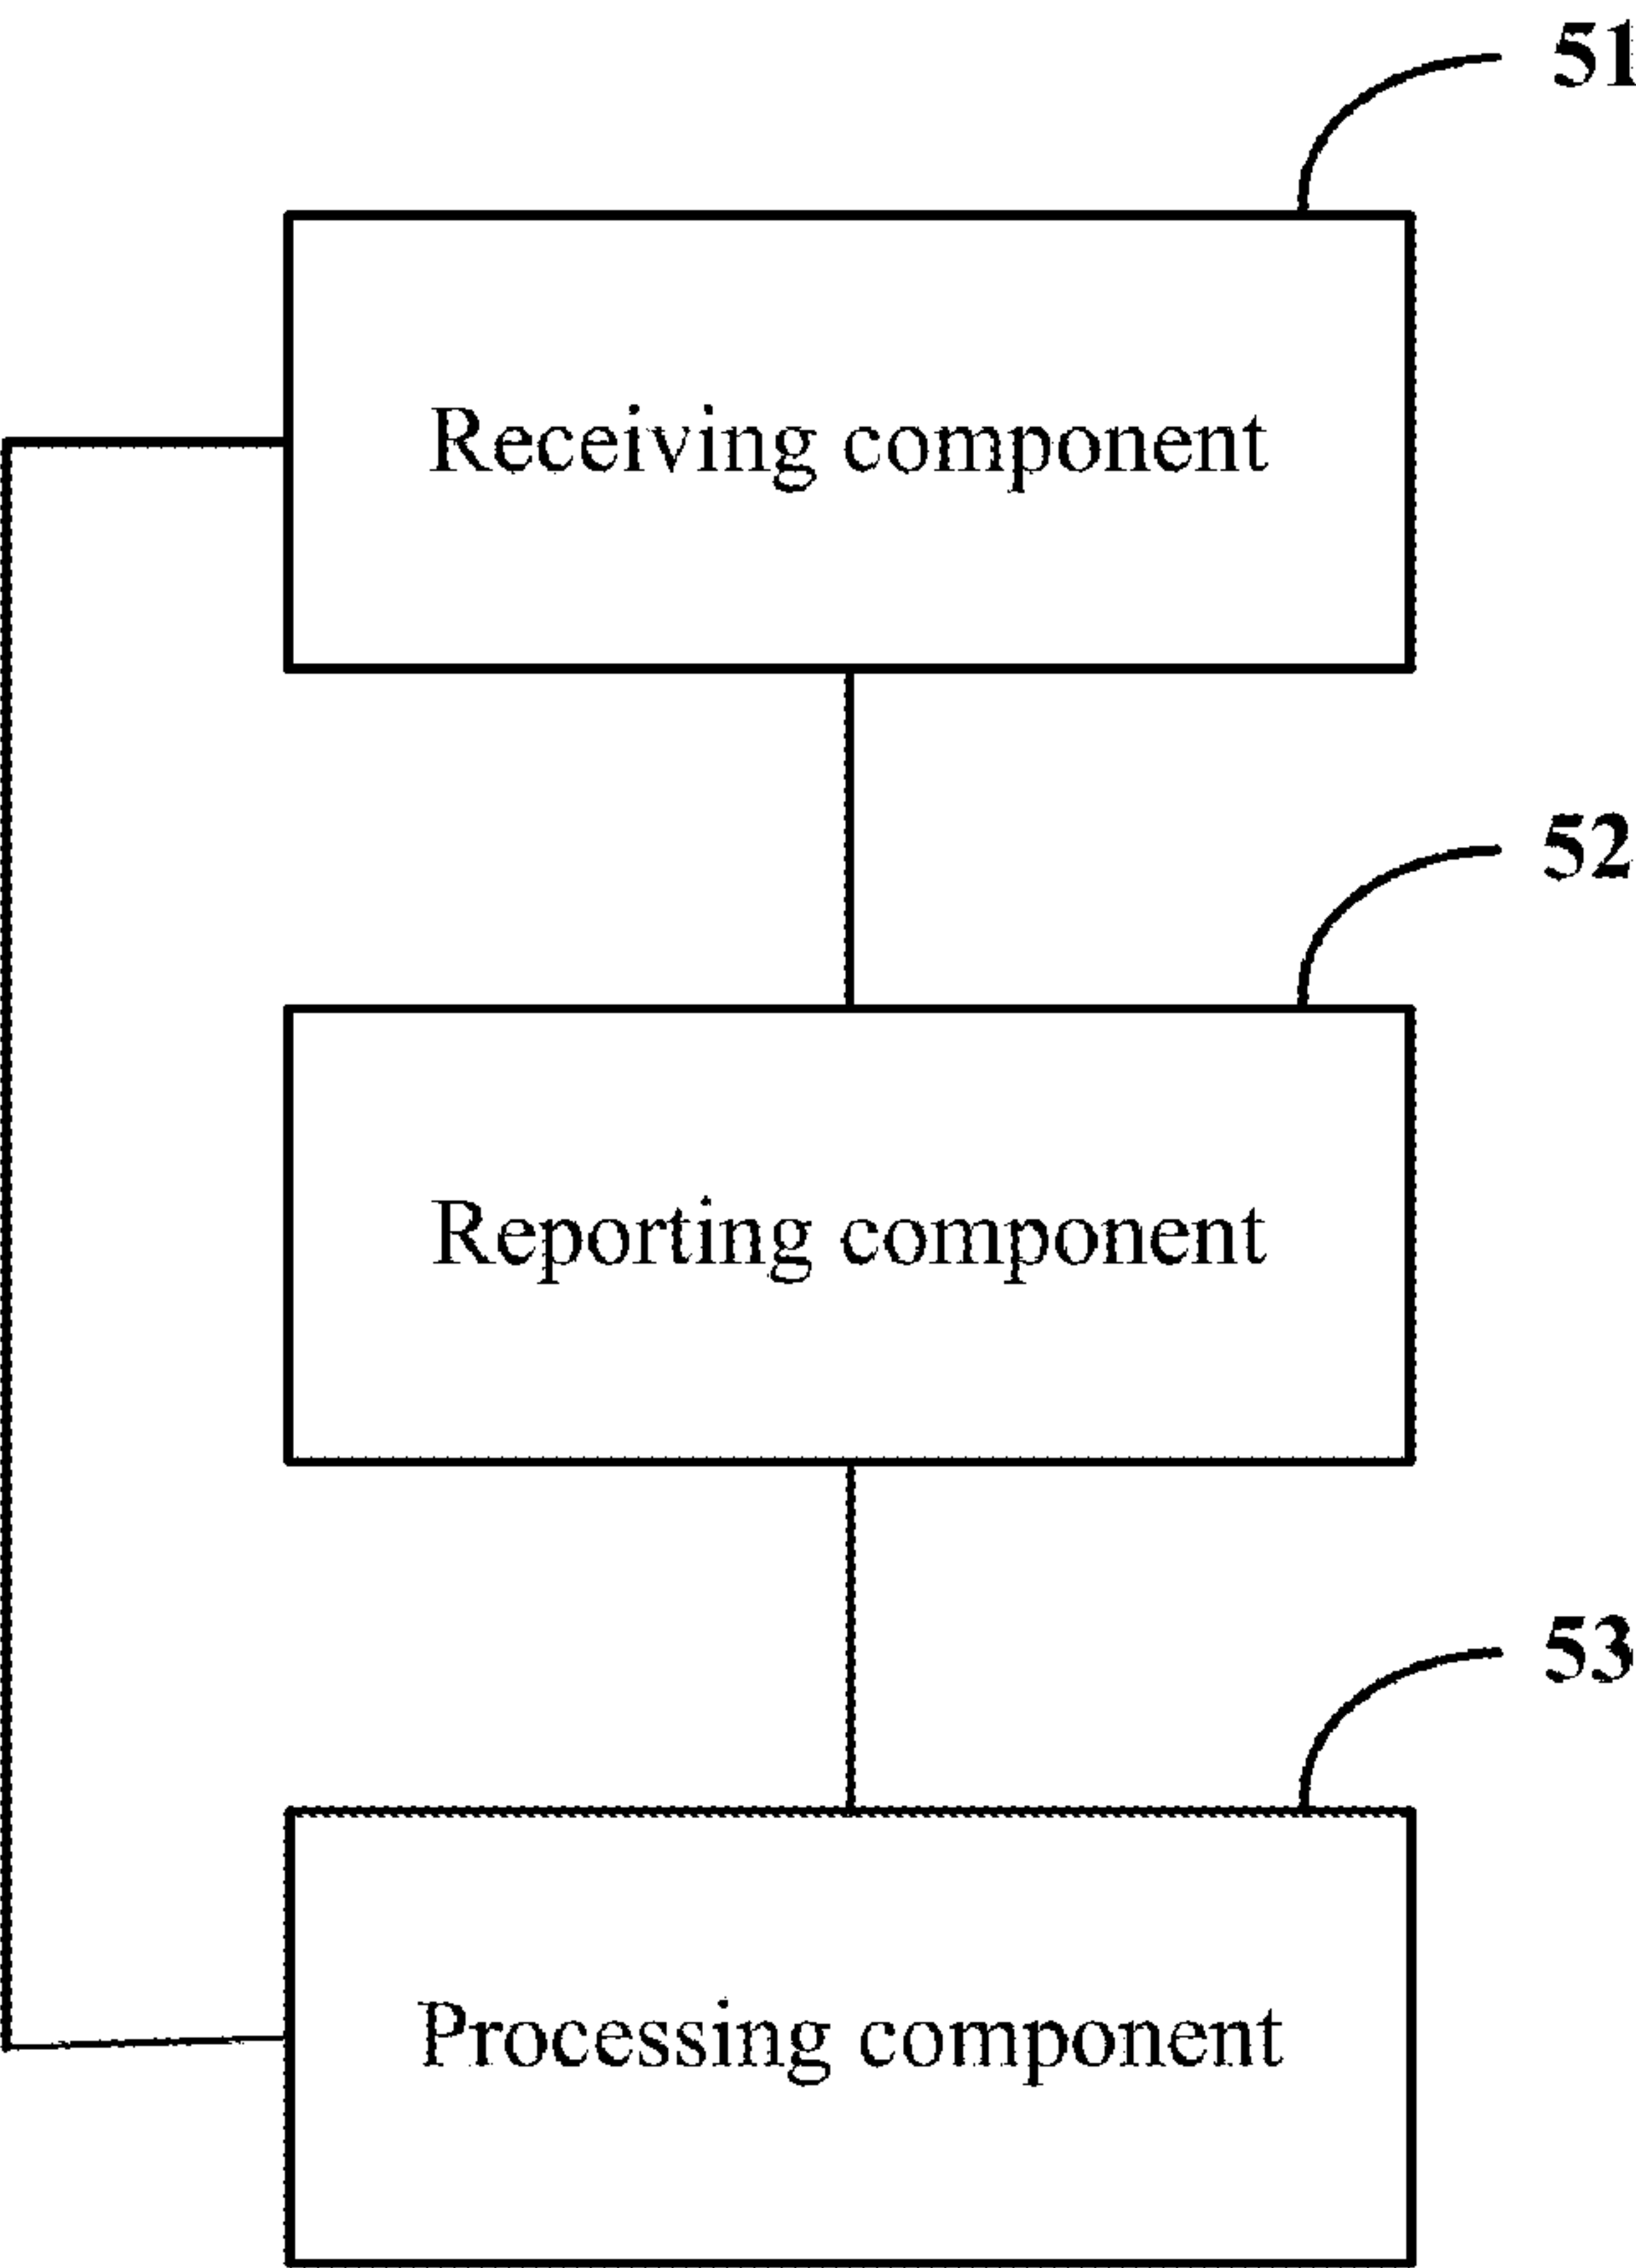 51
Receiving component
52
Reporting component
53
Processing component